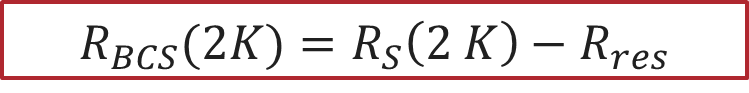 R_{BCS}(2K) = R_S(2 K) − R_{res}